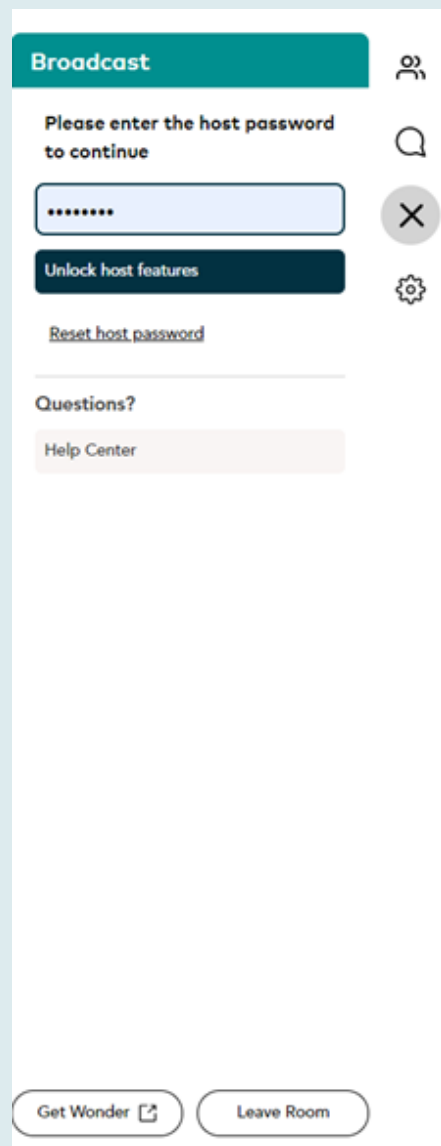 Broadcast
Please enter the host password
to continue
••••••••
Unlock host features
Reset host password
Questions?
Help Center
Get Wonder
Leave Room